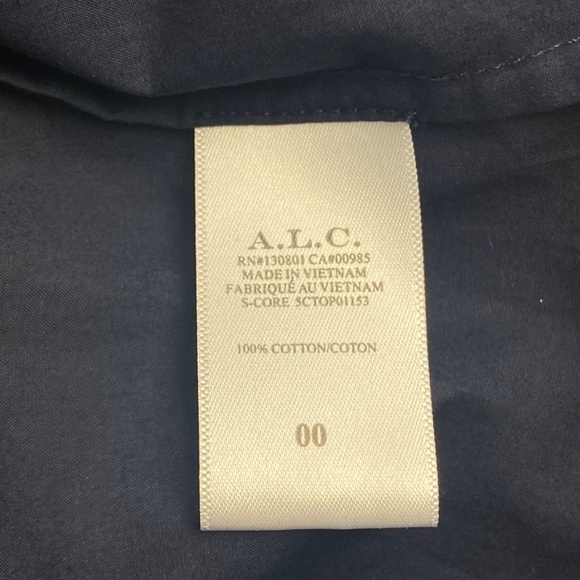 A.L.C.
RN#130801 CA#00985
MADE IN VIETNAM
FABRIQUÉ AU VIETNAM
S-CORE 5CTOP01153
100% COTTON/COTON
00